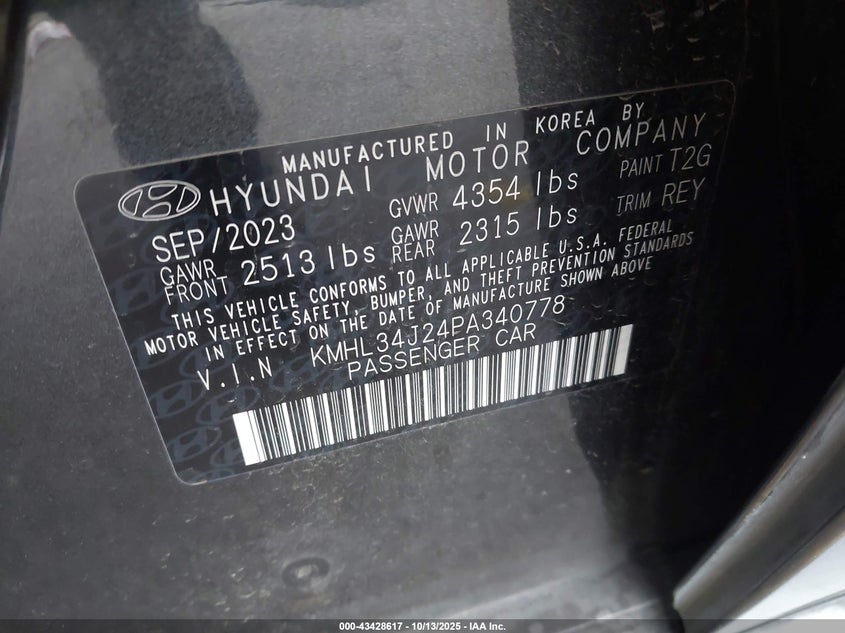 MANUFACTURED IN KOREA BY
HYUNDAI MOTOR COMPANY
SEP/2023 GVWR 4354 lbs PAINT T2G
GAWR FRONT 2513 lbs GAWR REAR 2315 lbs TRIM REY
THIS VEHICLE CONFORMS TO ALL APPLICABLE U.S.A. FEDERAL
MOTOR VEHICLE SAFETY, BUMPER, AND THEFT PREVENTION STANDARDS
IN EFFECT ON THE DATE OF MANUFACTURE SHOWN ABOVE
V.I.N KMHL34J24PA340778
PASSENGER CAR
000-43428617 - 10/13/2025 - IAA Inc.